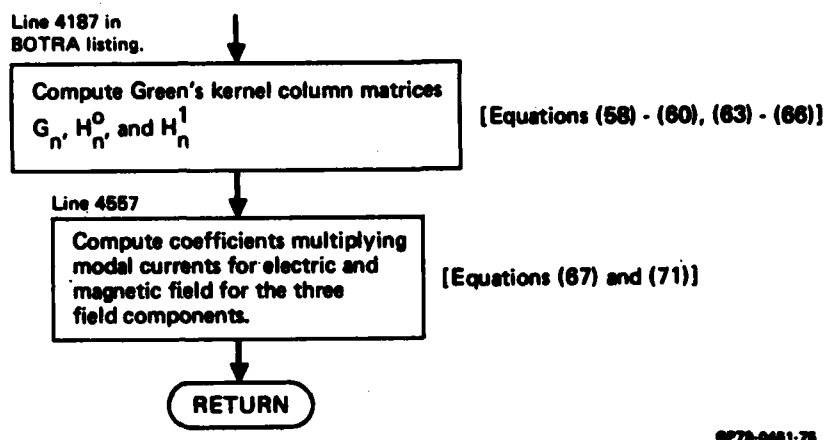 Line 4187 in
BOTRA listing.
Compute Green's kernel column matrices
G_n, H_n^o, and H_n^1
[Equations (58) - (60), (63) - (66)]
Line 4557
Compute coefficients multiplying
modal currents for electric and
magnetic field for the three
field components.
[Equations (67) and (71)]
RETURN